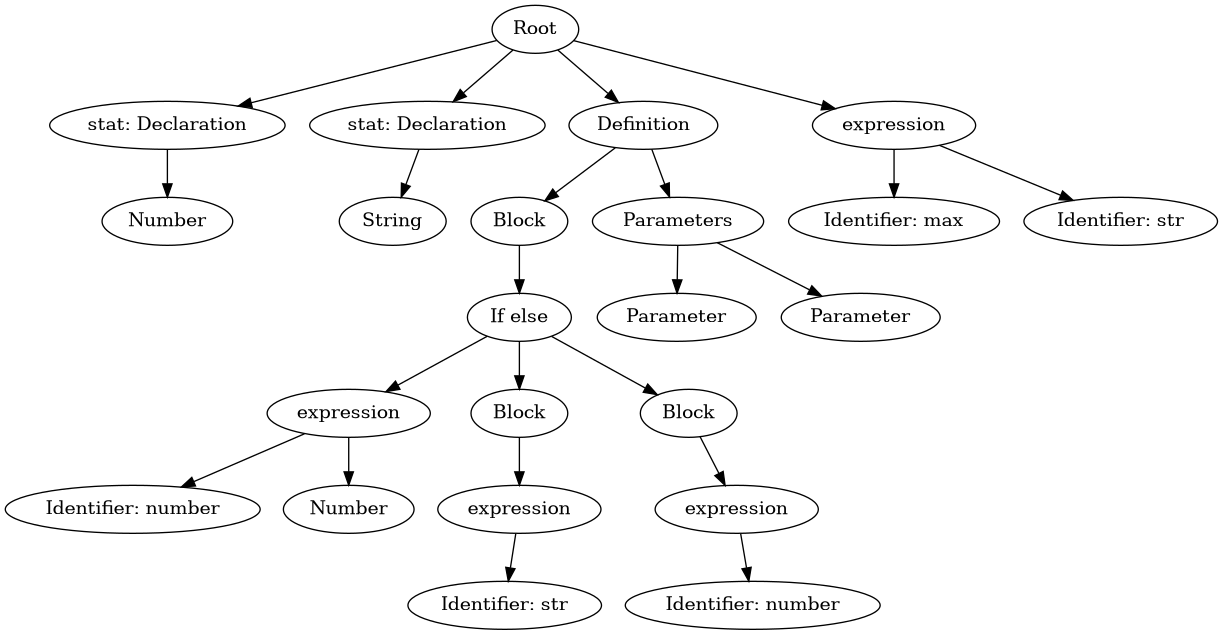 Root
stat: Declaration
stat: Declaration
Definition
expression
Number
String
Block
Parameters
Identifier: max
Identifier: str
If else
Parameter
Parameter
expression
Block
Block
Identifier: number
Number
expression
expression
Identifier: str
Identifier: number